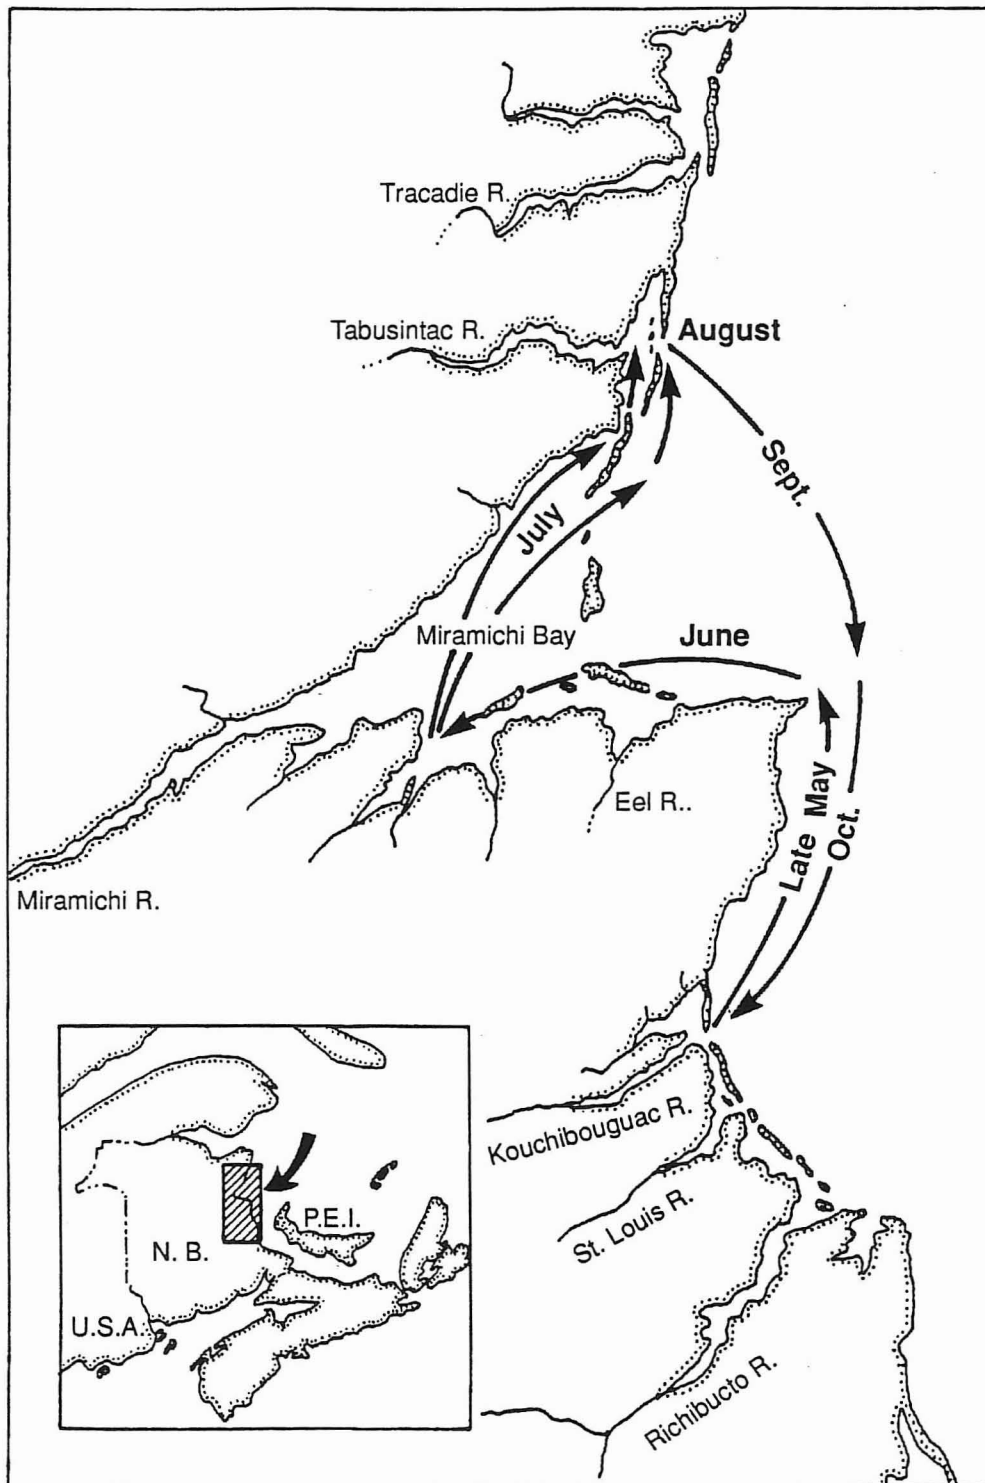 Tracadie R.
Tabusintac R.
August
Sept.
July
Miramichi Bay
June
Eel R..
Late May
Oct.
Miramichi R.
Kouchibouguac R.
St. Louis R.
Richibucto R.
P.E.I.
N. B.
U.S.A.